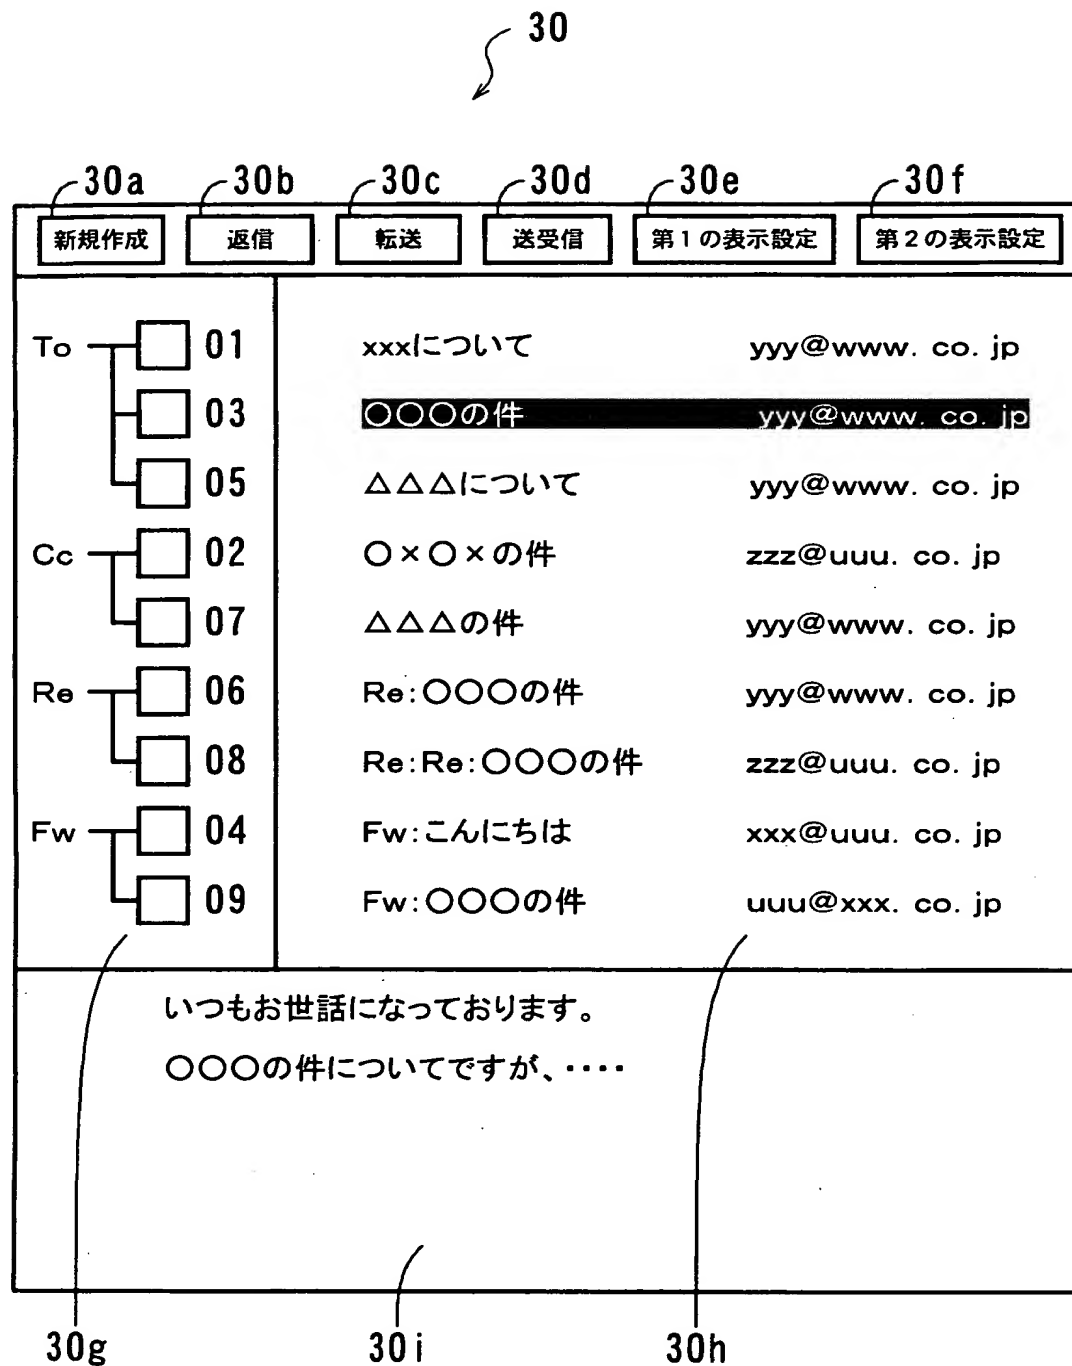 30
30a 30b 30c 30d 30e 30f
新規作成 返信 転送 送受信 第1の表示設定 第2の表示設定
To 01 xxxについて yyy@www. co. jp
03 ○○○の件 yyy@www. co. jp
05 △△△について yyy@www. co. jp
Cc 02 ○×○×の件 zzz@uuu. co. jp
07 △△△の件 yyy@www. co. jp
Re 06 Re:○○○の件 yyy@www. co. jp
08 Re:Re:○○○の件 zzz@uuu. co. jp
Fw 04 Fw:こんにちは xxx@uuu. co. jp
09 Fw:○○○の件 uuu@xxx. co. jp
いつもお世話になっております。
○○○の件についてですが、････
30g 30i 30h